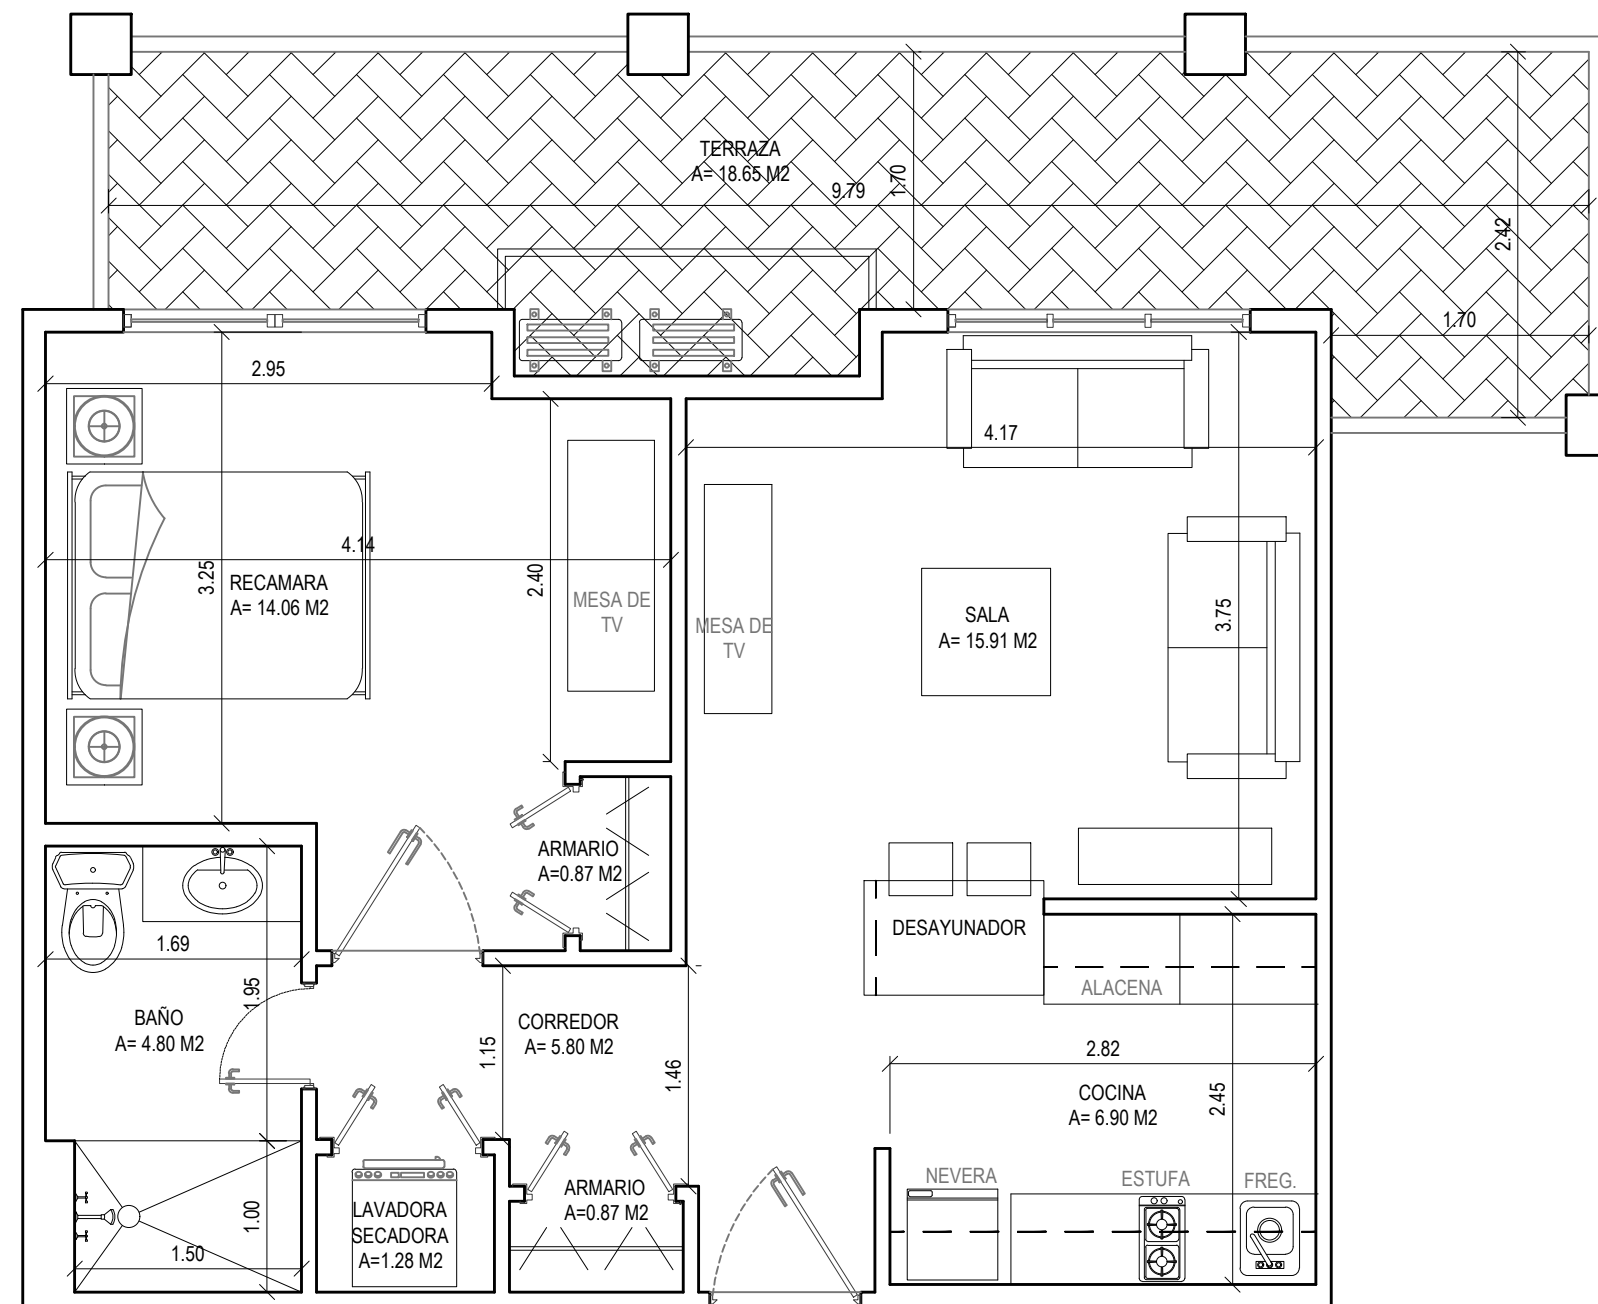 TERRAZA
A= 18.65 M2
1.70
9.79
2.42
1.70
2.95
4.17
4.14
3.25
RECAMARA
A= 14.06 M2
2.40
MESA DE
TV
MESA DE
TV
SALA
A= 15.91 M2
3.75
ARMARIO
A=0.87 M2
DESAYUNADOR
1.69
1.95
BAÑO
A= 4.80 M2
CORREDOR
A= 5.80 M2
1.15
1.46
ALACENA
2.82
COCINA
A= 6.90 M2
2.45
NEVERA
ESTUFA
FREG.
ARMARIO
A=0.87 M2
LAVADORA
SECADORA
A=1.28 M2
1.00
1.50